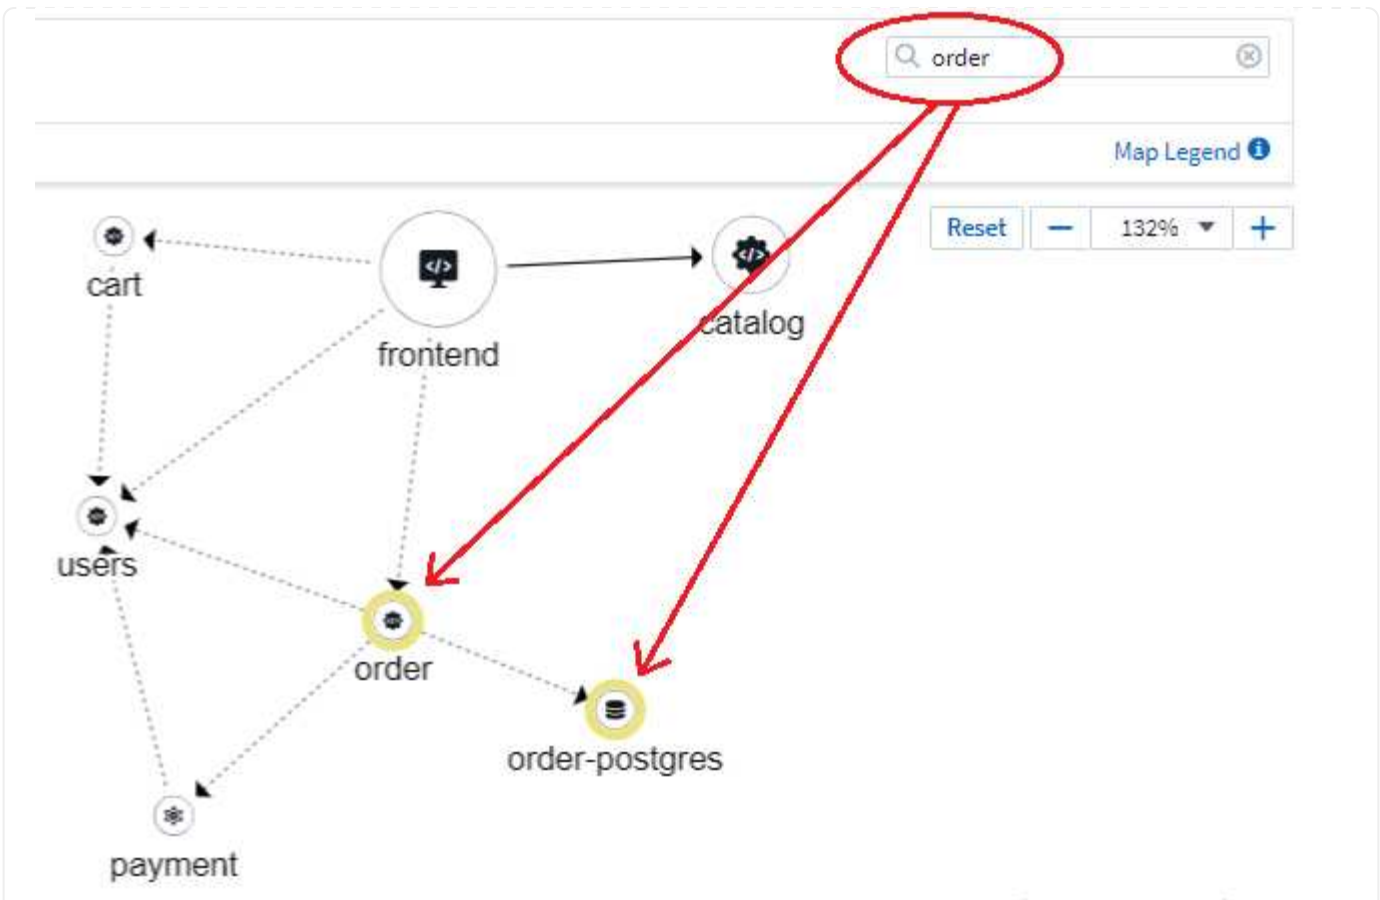 order
Map Legend
Reset
132%
cart
frontend
catalog
users
order
order-postgres
payment